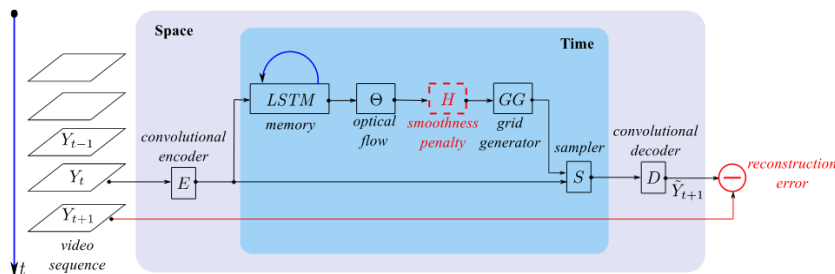 Space
Time
LSTM
memory
Θ
optical
flow
H
smoothness
penalty
GG
grid
generator
sampler
S
convolutional
encoder
E
convolutional
decoder
D
Ỹt+1
reconstruction
error
Yt−1
Yt
Yt+1
video
sequence
t